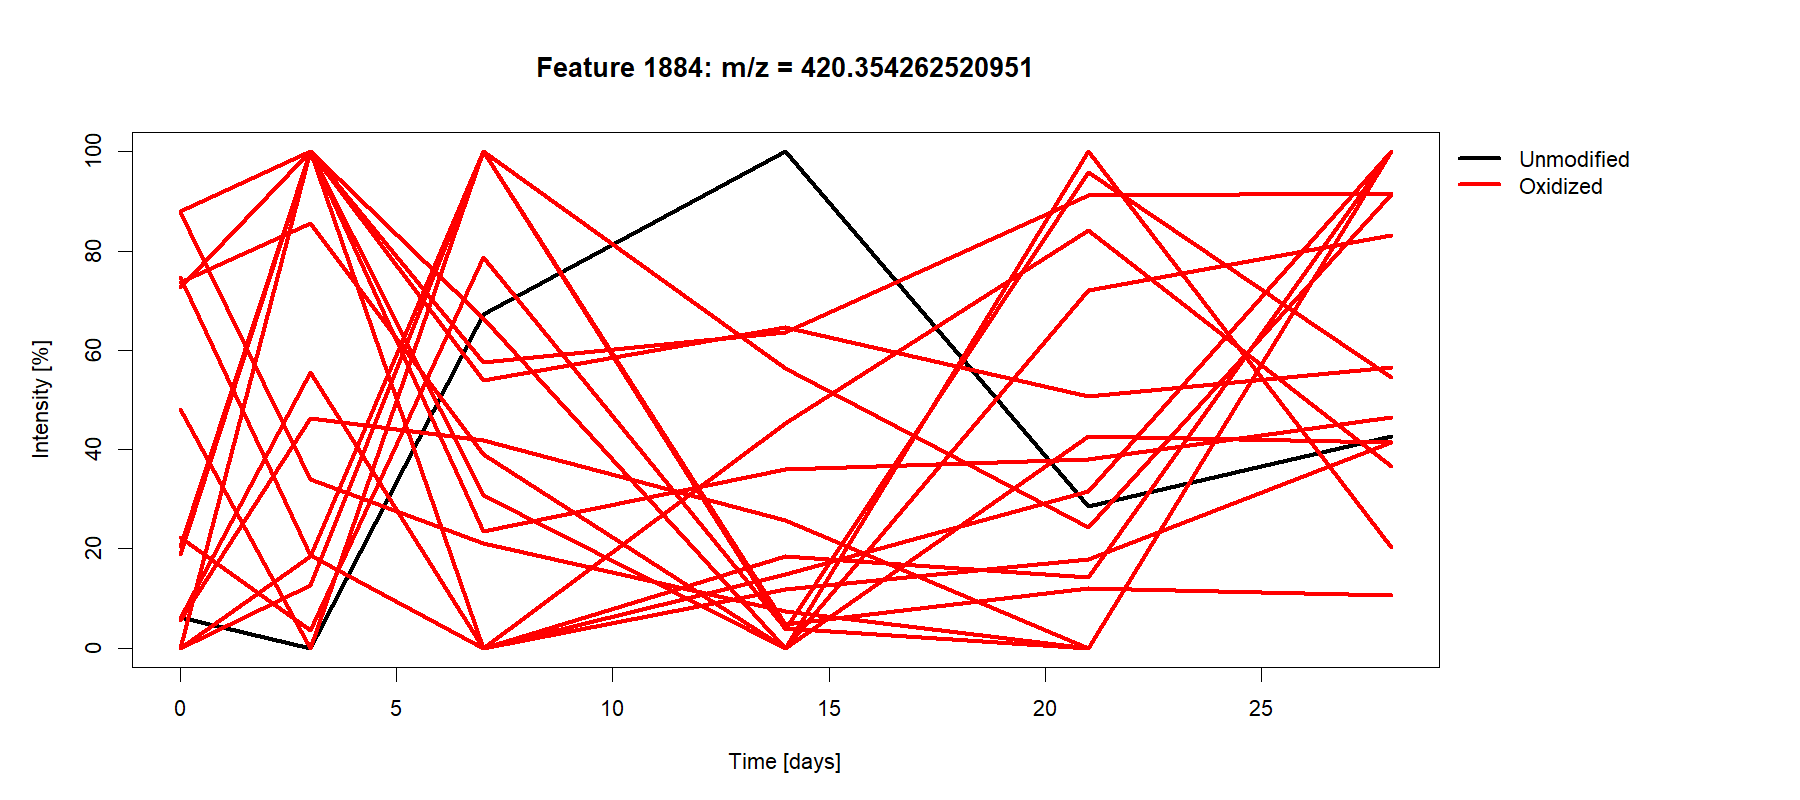 Feature 1884: m/z = 420.354262520951
Unmodified
Oxidized
Intensity [%]
100
80
60
40
20
0
0 5 10 15 20 25
Time [days]